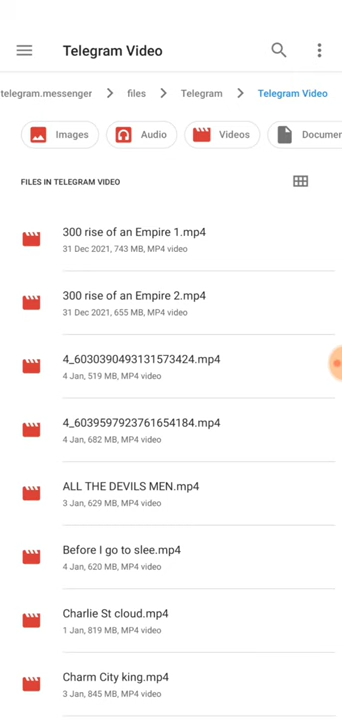 Telegram Video
telegram.messenger > files > Telegram > Telegram Video
Images Audio Videos Documen
FILES IN TELEGRAM VIDEO
300 rise of an Empire 1.mp4
31 Dec 2021, 743 MB, MP4 video
300 rise of an Empire 2.mp4
31 Dec 2021, 655 MB, MP4 video
4_6030390493131573424.mp4
4 Jan, 519 MB, MP4 video
4_6039597923761654184.mp4
4 Jan, 682 MB, MP4 video
ALL THE DEVILS MEN.mp4
3 Jan, 629 MB, MP4 video
Before I go to slee.mp4
4 Jan, 620 MB, MP4 video
Charlie St cloud.mp4
1 Jan, 819 MB, MP4 video
Charm City king.mp4
3 Jan, 845 MB, MP4 video